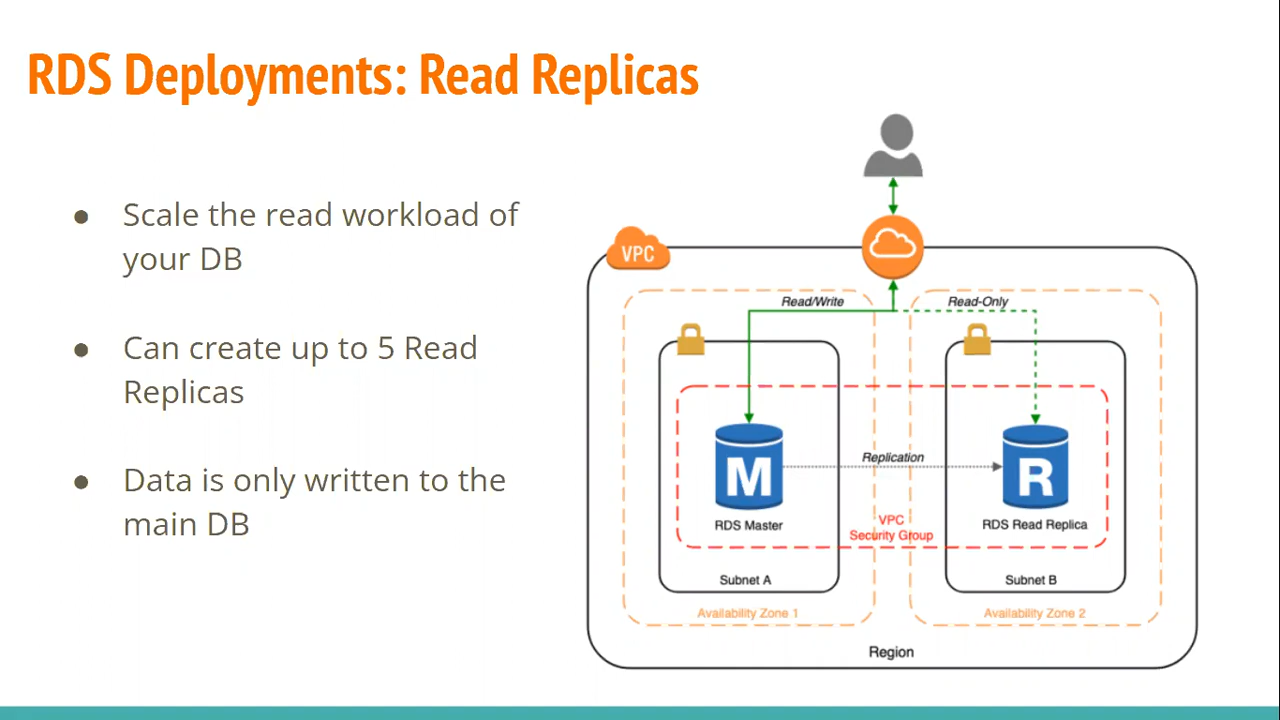 RDS Deployments: Read Replicas
● Scale the read workload of
your DB
● Can create up to 5 Read
Replicas
● Data is only written to the
main DB
VPC
Read/Write
Read-Only
M
Replication
R
RDS Master
RDS Read Replica
VPC
Security Group
Subnet A
Subnet B
Availability Zone 1
Availability Zone 2
Region